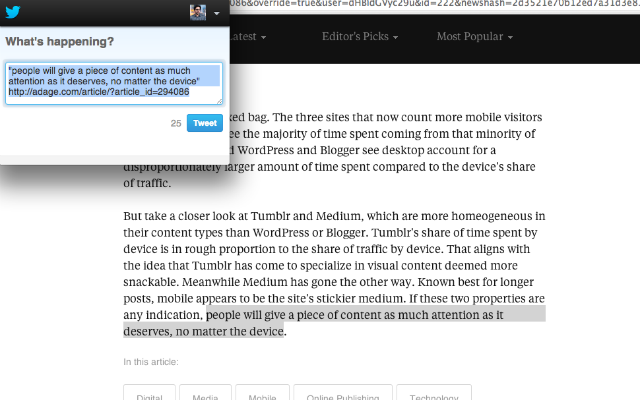 086&override=true&user=dHBldGVyc29u&id=222&newshash=2d3521e70b12ed7a31d3e8
What's happening?
"people will give a piece of content as much
attention as it deserves, no matter the device"
http://adage.com/article/?article_id=294086
25 Tweet
Latest Editor's Picks Most Popular
ked bag. The three sites that now count more mobile visitors
ee the majority of time spent coming from that minority of
d WordPress and Blogger see desktop account for a
disproportionately larger amount of time spent compared to the device's share
of traffic.
But take a closer look at Tumblr and Medium, which are more homeogeneous in
their content types than WordPress or Blogger. Tumblr's share of time spent by
device is in rough proportion to the share of traffic by device. That aligns with
the idea that Tumblr has come to specialize in visual content deemed more
snackable. Meanwhile Medium has gone the other way. Known best for longer
posts, mobile appears to be the site's stickier medium. If these two properties are
any indication, people will give a piece of content as much attention as it
deserves, no matter the device.
In this article:
Digital Media Mobile Online Publishing Technology